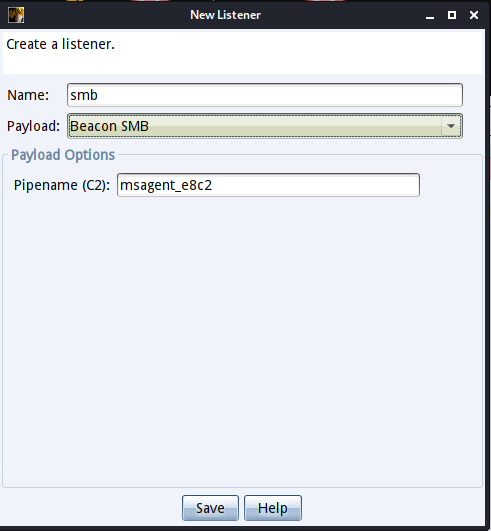 New Listener
Create a listener.
Name: smb
Payload: Beacon SMB
Payload Options
Pipename (C2): msagent_e8c2
Save Help